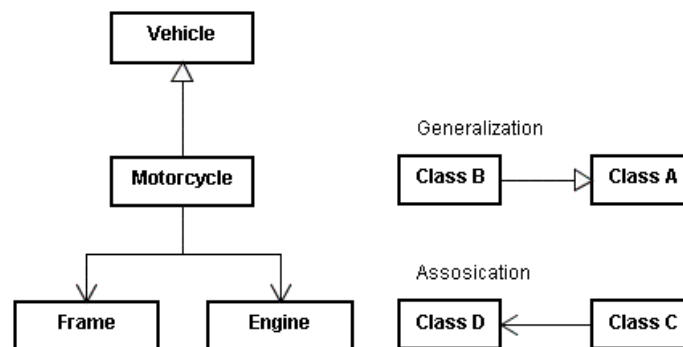 Vehicle
Motorcycle
Frame
Engine
Generalization
Class B
Class A
Assosication
Class D
Class C